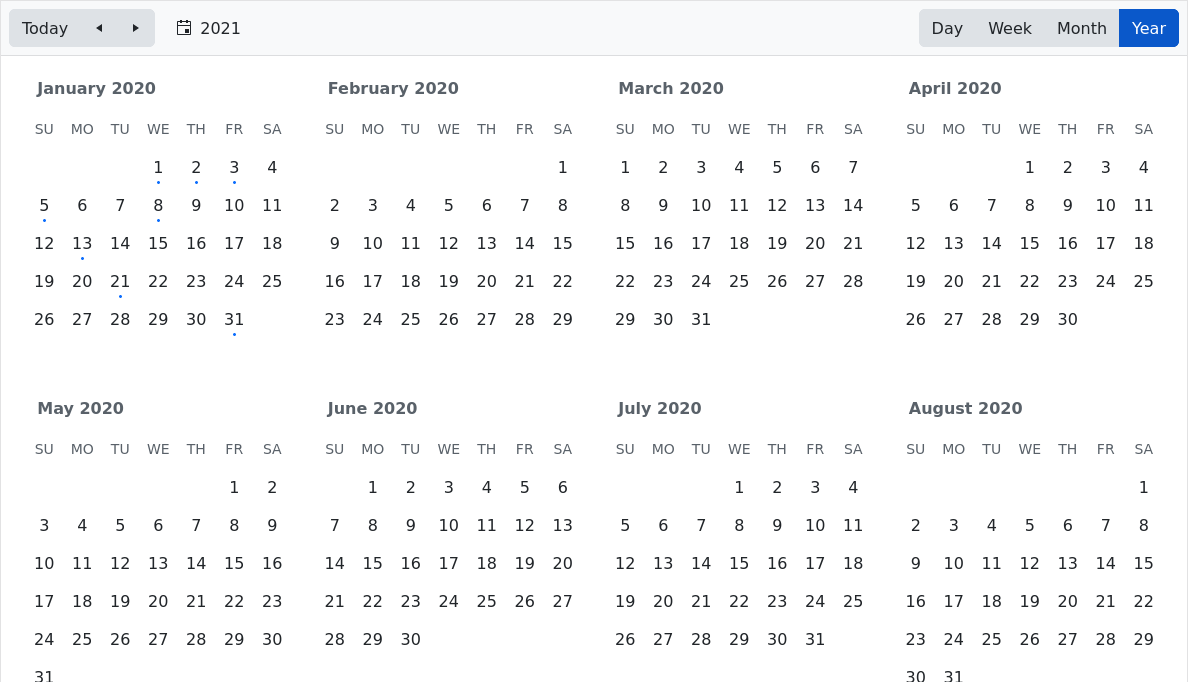 Today 2021 Day Week Month Year
January 2020 February 2020 March 2020 April 2020
SU MO TU WE TH FR SA SU MO TU WE TH FR SA SU MO TU WE TH FR SA SU MO TU WE TH FR SA
1 2 3 4 1 1 2 3 4 5 6 7 1 2 3 4
5 6 7 8 9 10 11 2 3 4 5 6 7 8 8 9 10 11 12 13 14 5 6 7 8 9 10 11
12 13 14 15 16 17 18 9 10 11 12 13 14 15 15 16 17 18 19 20 21 12 13 14 15 16 17 18
19 20 21 22 23 24 25 16 17 18 19 20 21 22 22 23 24 25 26 27 28 19 20 21 22 23 24 25
26 27 28 29 30 31 23 24 25 26 27 28 29 29 30 31 26 27 28 29 30
May 2020 June 2020 July 2020 August 2020
SU MO TU WE TH FR SA SU MO TU WE TH FR SA SU MO TU WE TH FR SA SU MO TU WE TH FR SA
1 2 1 2 3 4 5 6 1 2 3 4 1
3 4 5 6 7 8 9 7 8 9 10 11 12 13 5 6 7 8 9 10 11 2 3 4 5 6 7 8
10 11 12 13 14 15 16 14 15 16 17 18 19 20 12 13 14 15 16 17 18 9 10 11 12 13 14 15
17 18 19 20 21 22 23 21 22 23 24 25 26 27 19 20 21 22 23 24 25 16 17 18 19 20 21 22
24 25 26 27 28 29 30 28 29 30 26 27 28 29 30 31 23 24 25 26 27 28 29
31 30 31